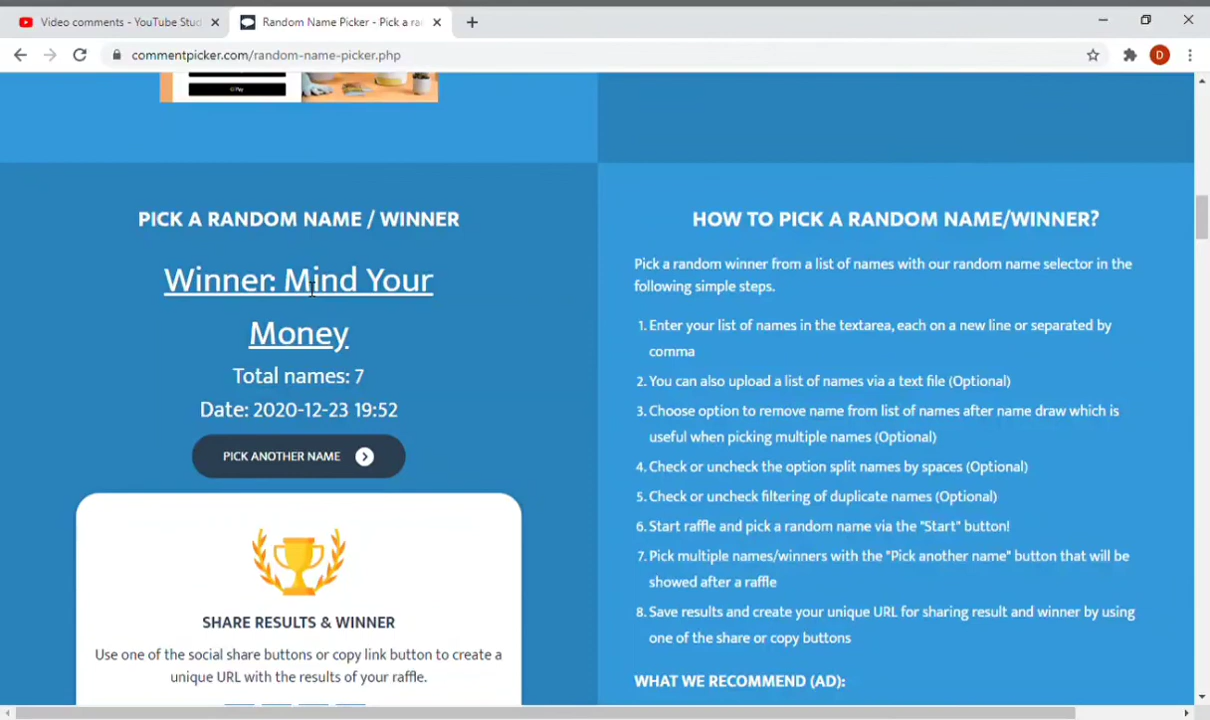 Video comments - YouTube Stud
Random Name Picker - Pick a ra
commentpicker.com/random-name-picker.php
D
G Pay
PICK A RANDOM NAME / WINNER
Winner: Mind Your
Money
Total names: 7
Date: 2020-12-23 19:52
PICK ANOTHER NAME
SHARE RESULTS & WINNER
Use one of the social share buttons or copy link button to create a
unique URL with the results of your raffle.
HOW TO PICK A RANDOM NAME/WINNER?
Pick a random winner from a list of names with our random name selector in the
following simple steps.
1. Enter your list of names in the textarea, each on a new line or separated by
comma
2. You can also upload a list of names via a text file (Optional)
3. Choose option to remove name from list of names after name draw which is
useful when picking multiple names (Optional)
4. Check or uncheck the option split names by spaces (Optional)
5. Check or uncheck filtering of duplicate names (Optional)
6. Start raffle and pick a random name via the "Start" button!
7. Pick multiple names/winners with the "Pick another name" button that will be
showed after a raffle
8. Save results and create your unique URL for sharing result and winner by using
one of the share or copy buttons
WHAT WE RECOMMEND (AD):